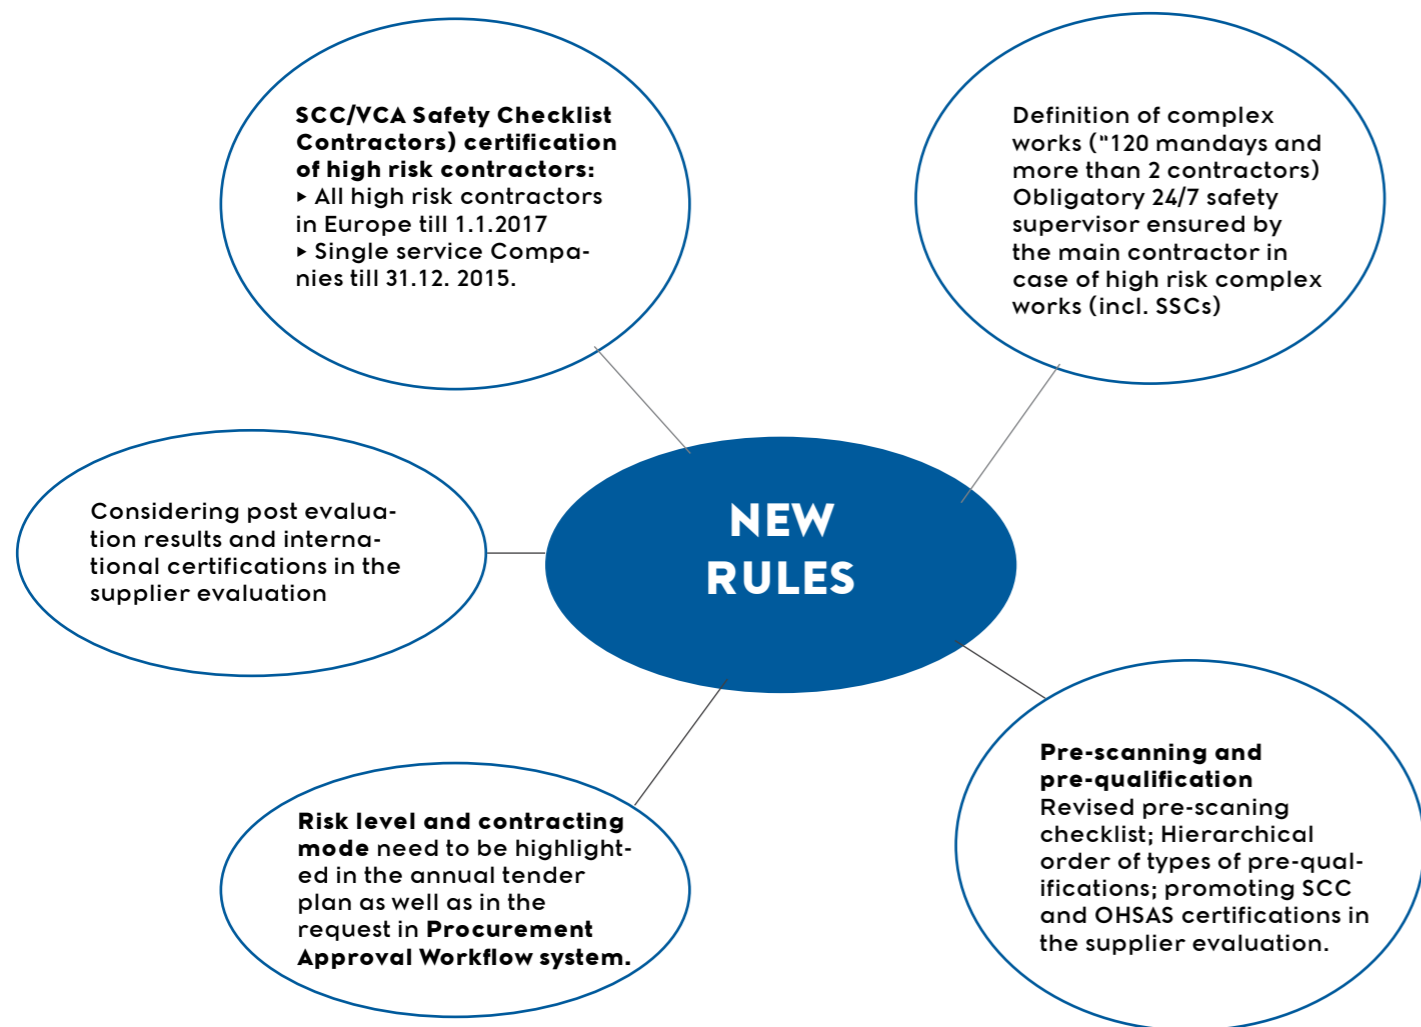 SCC/VCA Safety Checklist
Contractors) certification
of high risk contractors:
▸ All high risk contractors
in Europe till 1.1.2017
▸ Single service Compa-
nies till 31.12. 2015.
Definition of complex
works ("120 mandays and
more than 2 contractors)
Obligatory 24/7 safety
supervisor ensured by
the main contractor in
case of high risk complex
works (incl. SSCs)
Considering post evalua-
tion results and interna-
tional certifications in the
supplier evaluation
NEW
RULES
Risk level and contracting
mode need to be highlight-
ed in the annual tender
plan as well as in the
request in Procurement
Approval Workflow system.
Pre-scanning and
pre-qualification
Revised pre-scaning
checklist; Hierarchical
order of types of pre-qual-
ifications; promoting SCC
and OHSAS certifications in
the supplier evaluation.